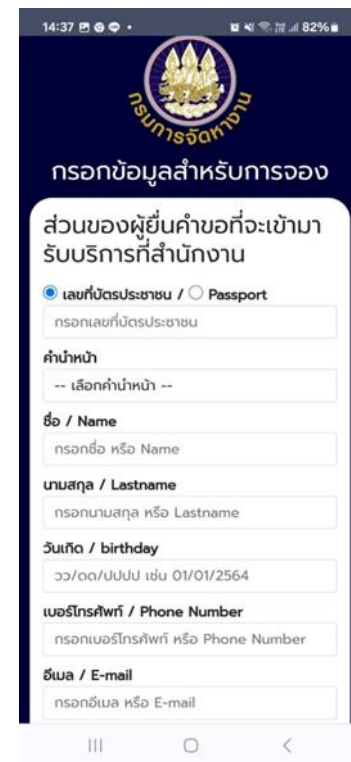 14:37
82%
กรมการจัดหางาน
กรอกข้อมูลสำหรับการจอง
ส่วนของผู้ยื่นคำขอที่จะเข้ามา
รับบริการที่สำนักงาน
เลขที่บัตรประชาชน / Passport
กรอกเลขที่บัตรประชาชน
คำนำหน้า
-- เลือกคำนำหน้า --
ชื่อ / Name
กรอกชื่อ หรือ Name
นามสกุล / Lastname
กรอกนามสกุล หรือ Lastname
วันเกิด / birthday
วว/ดด/ปปปป เช่น 01/01/2564
เบอร์โทรศัพท์ / Phone Number
กรอกเบอร์โทรศัพท์ หรือ Phone Number
อีเมล / E-mail
กรอกอีเมล หรือ E-mail